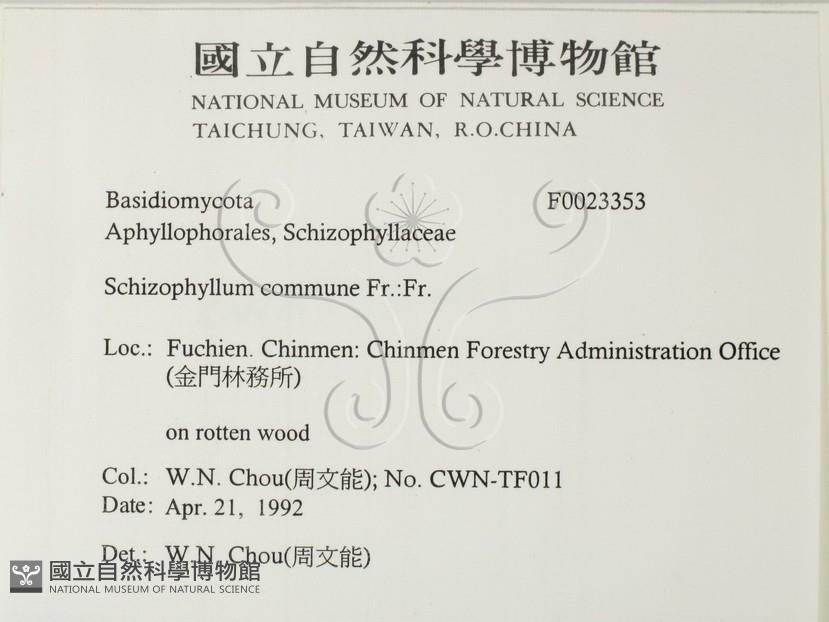 國立自然科學博物館
NATIONAL MUSEUM OF NATURAL SCIENCE
TAICHUNG, TAIWAN, R.O.CHINA
Basidiomycota F0023353
Aphyllophorales, Schizophyllaceae
Schizophyllum commune Fr.:Fr.
Loc.: Fuchien. Chinmen: Chinmen Forestry Administration Office
(金門林務所)
on rotten wood
Col.: W.N. Chou(周文能); No. CWN-TF011
Date: Apr. 21, 1992
Det.: W.N. Chou(周文能)
國立自然科學博物館
NATIONAL MUSEUM OF NATURAL SCIENCE